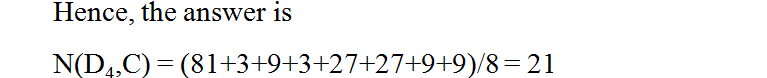 Hence, the answer is
N(D₄,C) = (81+3+9+3+27+27+9+9)/8 = 21